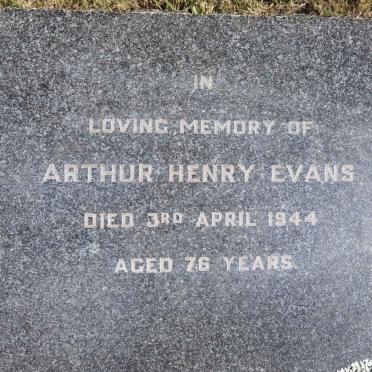 IN
LOVING MEMORY OF
ARTHUR HENRY EVANS
DIED 3RD APRIL 1944
AGED 76 YEARS.